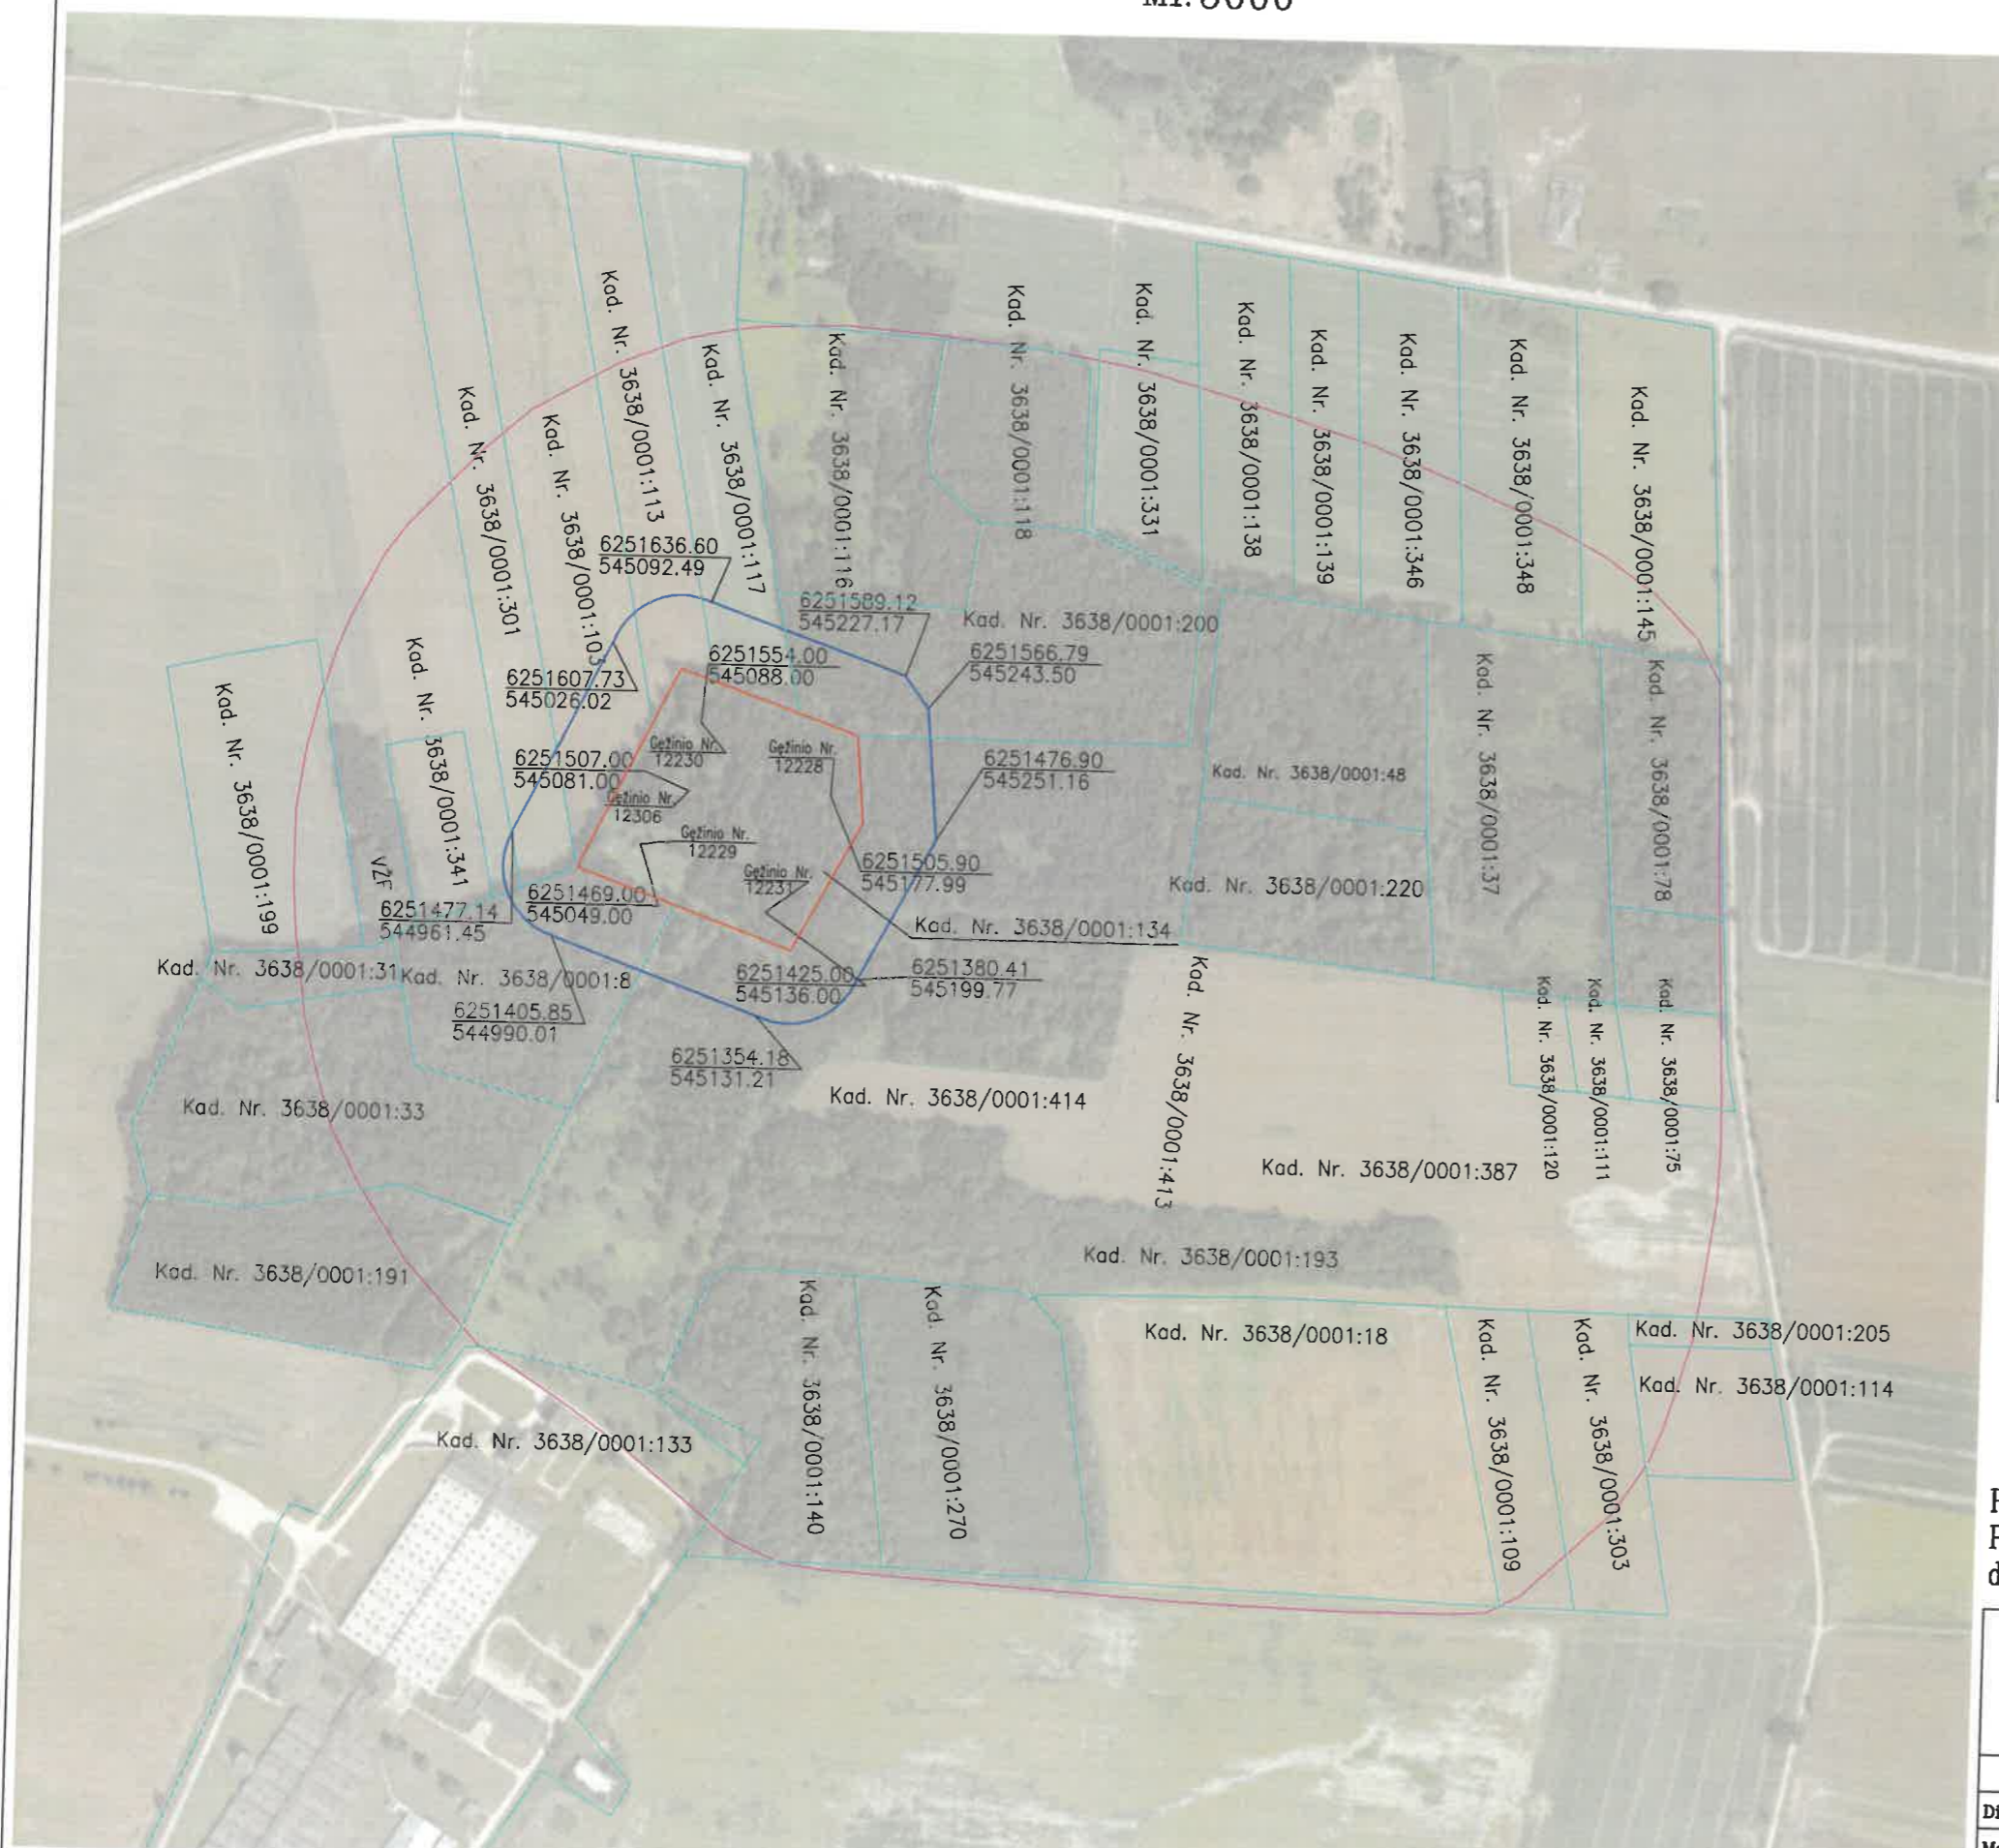 M1:5000
Kad. Nr. 3638/0001:301
Kad. Nr. 3638/0001:103
Kad. Nr. 3638/0001:113
Kad. Nr. 3638/0001:117
Kad. Nr. 3638/0001:116
Kad. Nr. 3638/0001:118
Kad. Nr. 3638/0001:331
Kad. Nr. 3638/0001:138
Kad. Nr. 3638/0001:139
Kad. Nr. 3638/0001:346
Kad. Nr. 3638/0001:348
Kad. Nr. 3638/0001:145
6251636.60
545092.49
6251589.12
545227.17
Kad. Nr. 3638/0001:200
6251554.00
545088.00
6251566.79
545243.50
6251607.73
545026.02
Kad. Nr. 3638/0001:199
Kad. Nr. 3638/0001:341
VŽF
6251507.00
545081.00
Gęžinio Nr.
12230
Gęžinio Nr.
12228
6251476.90
545251.16
Kad. Nr. 3638/0001:48
Kad. Nr. 3638/0001:37
Kad. Nr. 3638/0001:78
Gęžinio Nr.
12306
Gęžinio Nr.
12229
Gęžinio Nr.
12231
6251505.90
545177.99
Kad. Nr. 3638/0001:220
6251477.14
544961.45
6251469.00
545049.00
Kad. Nr. 3638/0001:134
Kad. Nr. 3638/0001:31
Kad. Nr. 3638/0001:8
6251425.00
545136.00
6251380.41
545199.77
6251405.85
544990.01
6251354.18
545131.21
Kad. Nr. 3638/0001:33
Kad. Nr. 3638/0001:414
Kad. Nr. 3638/0001:413
Kad. Nr. 3638/0001:387
Kad. Nr. 3638/0001:120
Kad. Nr. 3638/0001:111
Kad. Nr. 3638/0001:75
Kad. Nr. 3638/0001:191
Kad. Nr. 3638/0001:193
Kad. Nr. 3638/0001:140
Kad. Nr. 3638/0001:270
Kad. Nr. 3638/0001:18
Kad. Nr. 3638/0001:109
Kad. Nr. 3638/0001:303
Kad. Nr. 3638/0001:205
Kad. Nr. 3638/0001:114
Kad. Nr. 3638/0001:133